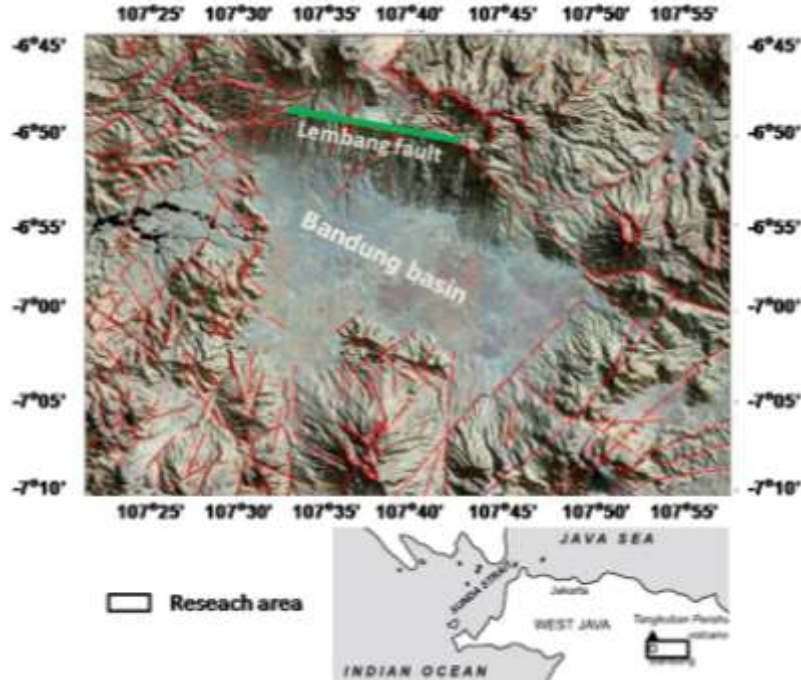 107°25' 107°30' 107°35' 107°40' 107°45' 107°50' 107°55'
-6°45' -6°45'
-6°50' -6°50'
Lembang fault
-6°55' -6°55'
Bandung basin
-7°00' -7°00'
-7°05' -7°05'
-7°10' -7°10'
107°25' 107°30' 107°35' 107°40' 107°45' 107°50' 107°55'
JAVA SEA
SUNDA STRAIT
Jakarta
Reseach area
WEST JAVA
Tangkuban
volcano
INDIAN OCEAN